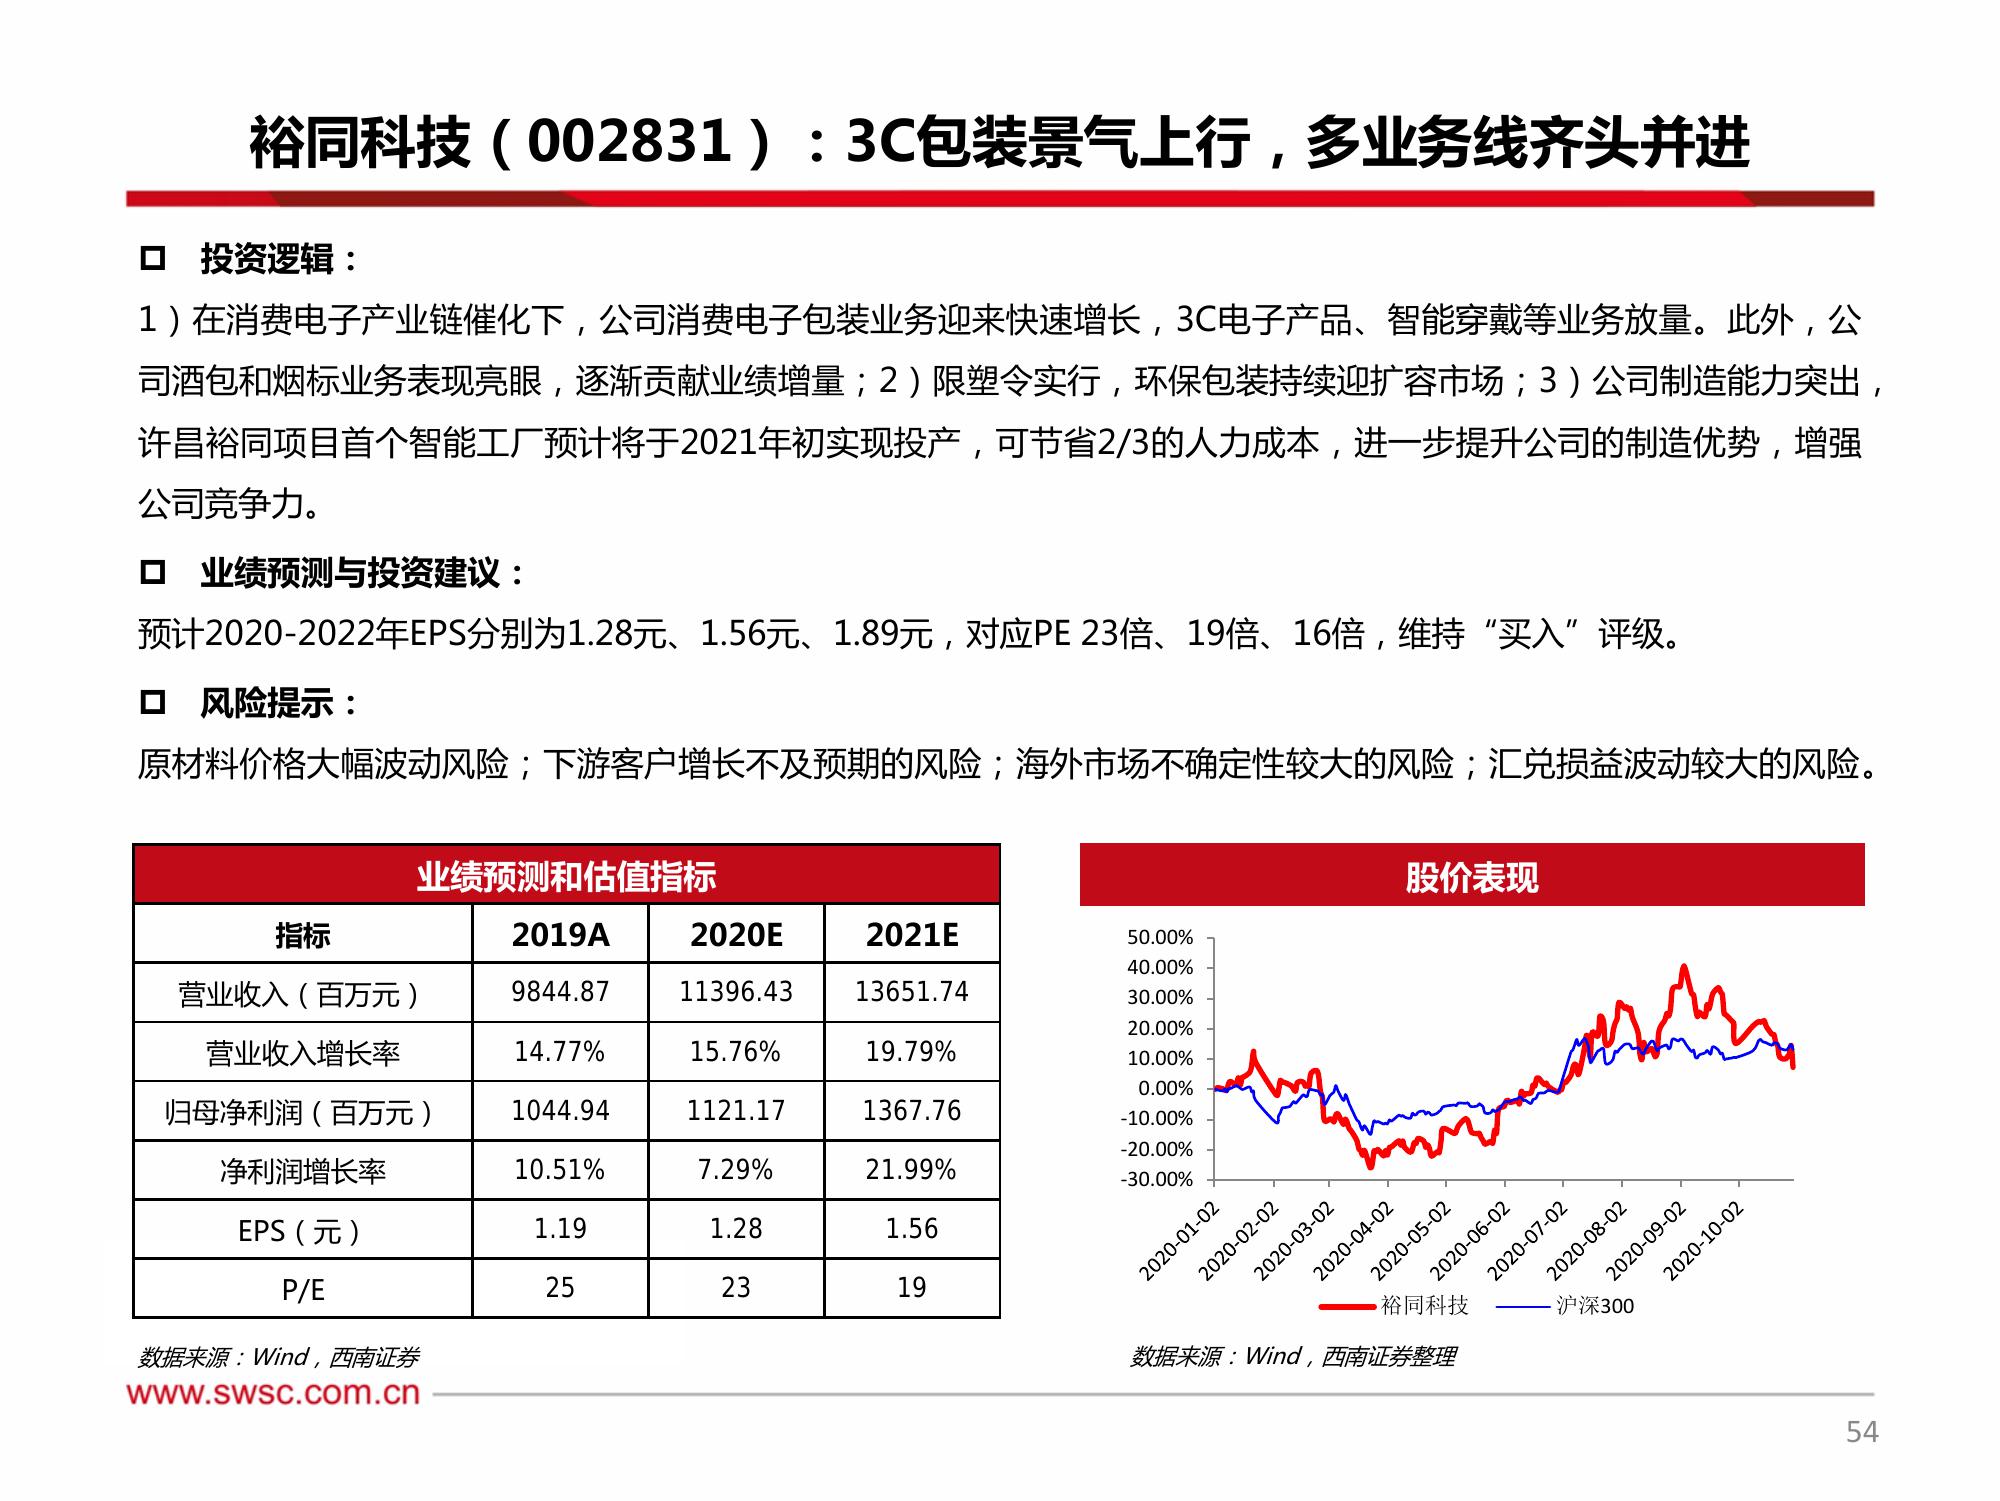 裕同科技（002831）：3C包装景气上行，多业务线齐头并进
投资逻辑：
1）在消费电子产业链催化下，公司消费电子包装业务迎来快速增长，3C电子产品、智能穿戴等业务放量。此外，公
司酒包和烟标业务表现亮眼，逐渐贡献业绩增量；2）限塑令实行，环保包装持续迎扩容市场；3）公司制造能力突出，
许昌裕同项目首个智能工厂预计将于2021年初实现投产，可节省2/3的人力成本，进一步提升公司的制造优势，增强
公司竞争力。
业绩预测与投资建议：
预计2020-2022年EPS分别为1.28元、1.56元、1.89元，对应PE 23倍、19倍、16倍，维持“买入”评级。
风险提示：
原材料价格大幅波动风险；下游客户增长不及预期的风险；海外市场不确定性较大的风险；汇兑损益波动较大的风险。
业绩预测和估值指标
指标 2019A 2020E 2021E
营业收入（百万元） 9844.87 11396.43 13651.74
营业收入增长率 14.77% 15.76% 19.79%
归母净利润（百万元） 1044.94 1121.17 1367.76
净利润增长率 10.51% 7.29% 21.99%
EPS（元） 1.19 1.28 1.56
P/E 25 23 19
数据来源：Wind，西南证券
股价表现
50.00%
40.00%
30.00%
20.00%
10.00%
0.00%
-10.00%
-20.00%
-30.00%
2020-01-02 2020-02-02 2020-03-02 2020-04-02 2020-05-02 2020-06-02 2020-07-02 2020-08-02 2020-09-02 2020-10-02
裕同科技 沪深300
数据来源：Wind，西南证券整理
www.swsc.com.cn
54